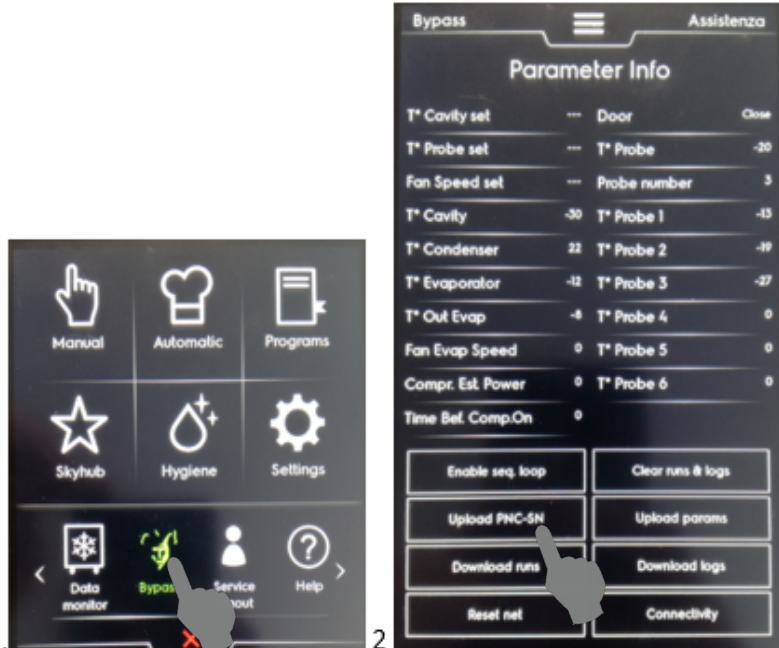 Manual Automatic Programs
Skyhub Hygiene Settings
Data monitor Bypass Service Help
2
Bypass Assistenza
Parameter Info
T° Cavity set --- Door Close
T° Probe set --- T° Probe -20
Fan Speed set --- Probe number 3
T° Cavity -30 T° Probe 1 -13
T° Condenser 22 T° Probe 2 -19
T° Evaporator -12 T° Probe 3 -27
T° Out Evap -8 T° Probe 4 0
Fan Evap Speed 0 T° Probe 5 0
Compr. Est. Power 0 T° Probe 6 0
Time Bef. Comp.On 0
Enable seq. loop Clear runs & logs
Upload PNC-SN Upload params
Download runs Download logs
Reset net Connectivity